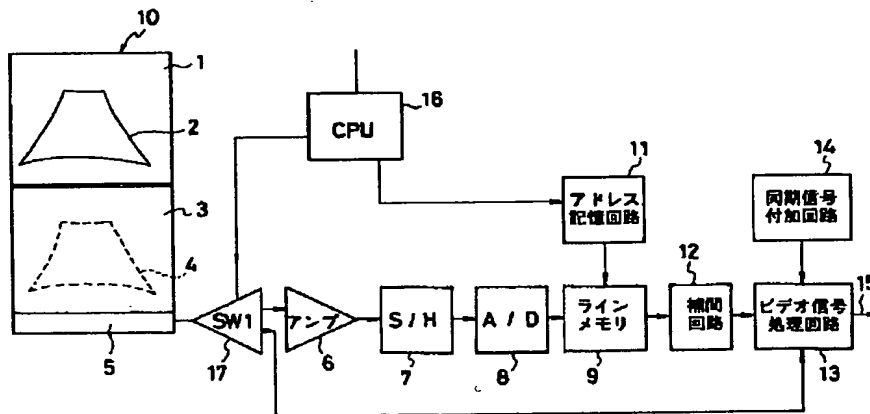 10
1
2
3
4
5
CPU
16
11
アドレス
記憶回路
14
同期信号
付加回路
SW1
17
アンプ
6
S/H
7
A/D
8
ライン
メモリ
9
12
補間
回路
ビデオ信号
処理回路
13
15